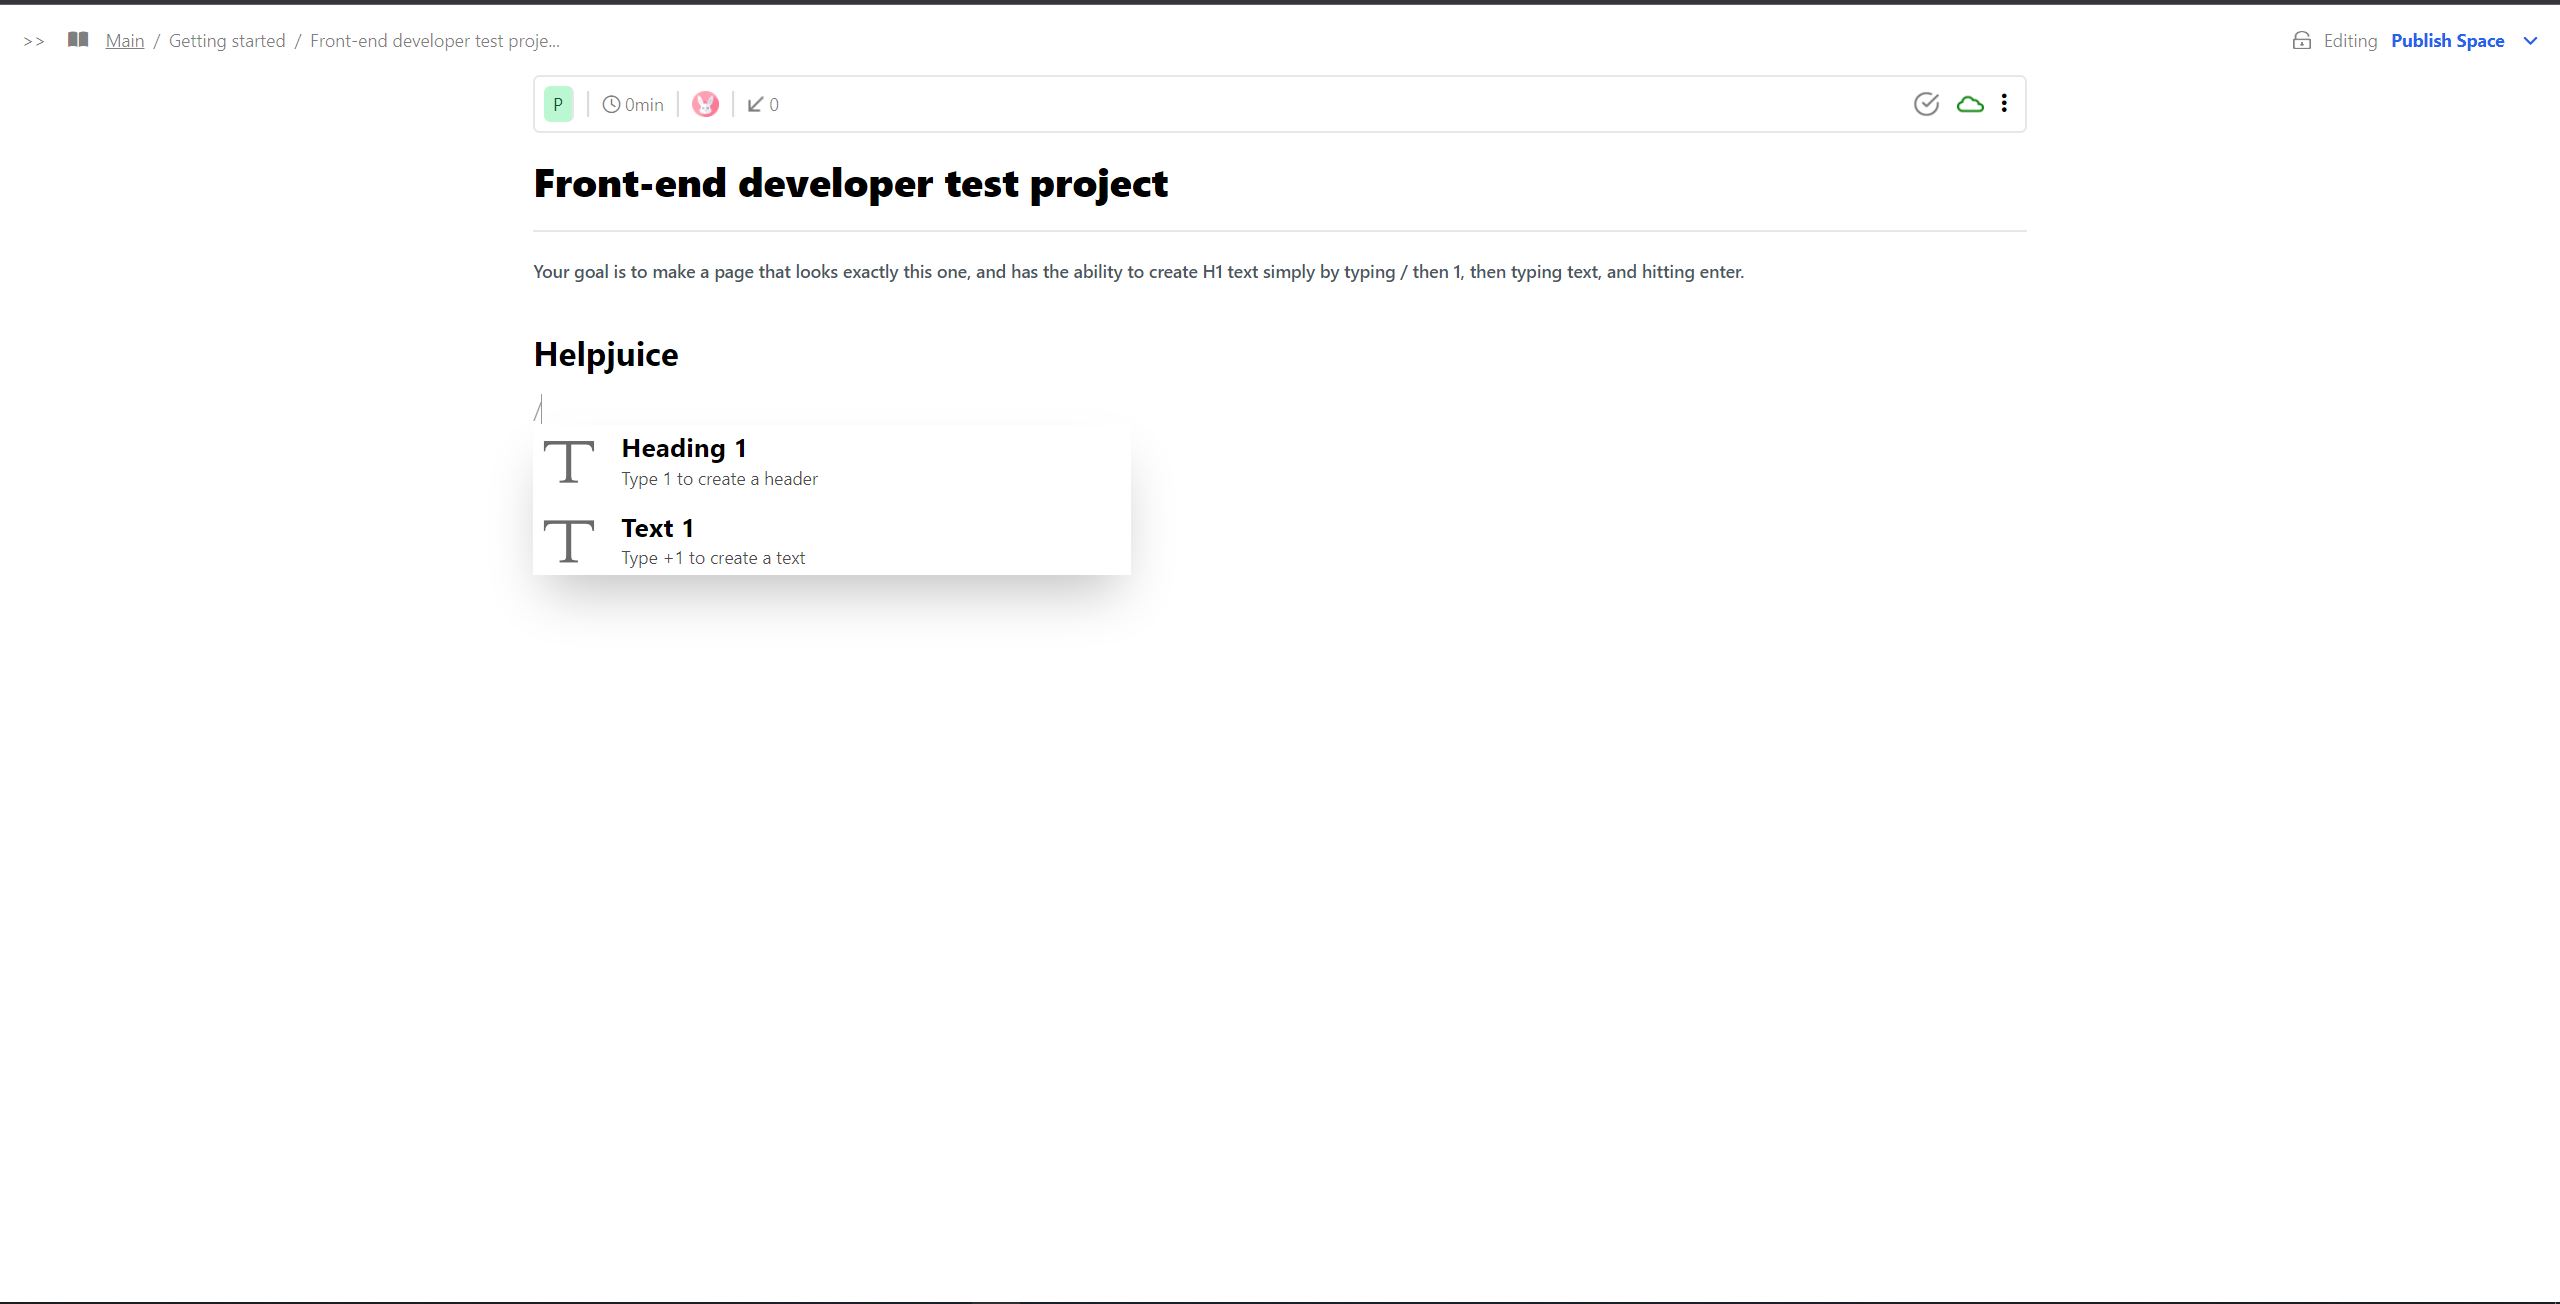 >> Main / Getting started / Front-end developer test proje...
Editing Publish Space
P 0min 0
Front-end developer test project
Your goal is to make a page that looks exactly this one, and has the ability to create H1 text simply by typing / then 1, then typing text, and hitting enter.
Helpjuice
/
Heading 1
Type 1 to create a header
Text 1
Type +1 to create a text